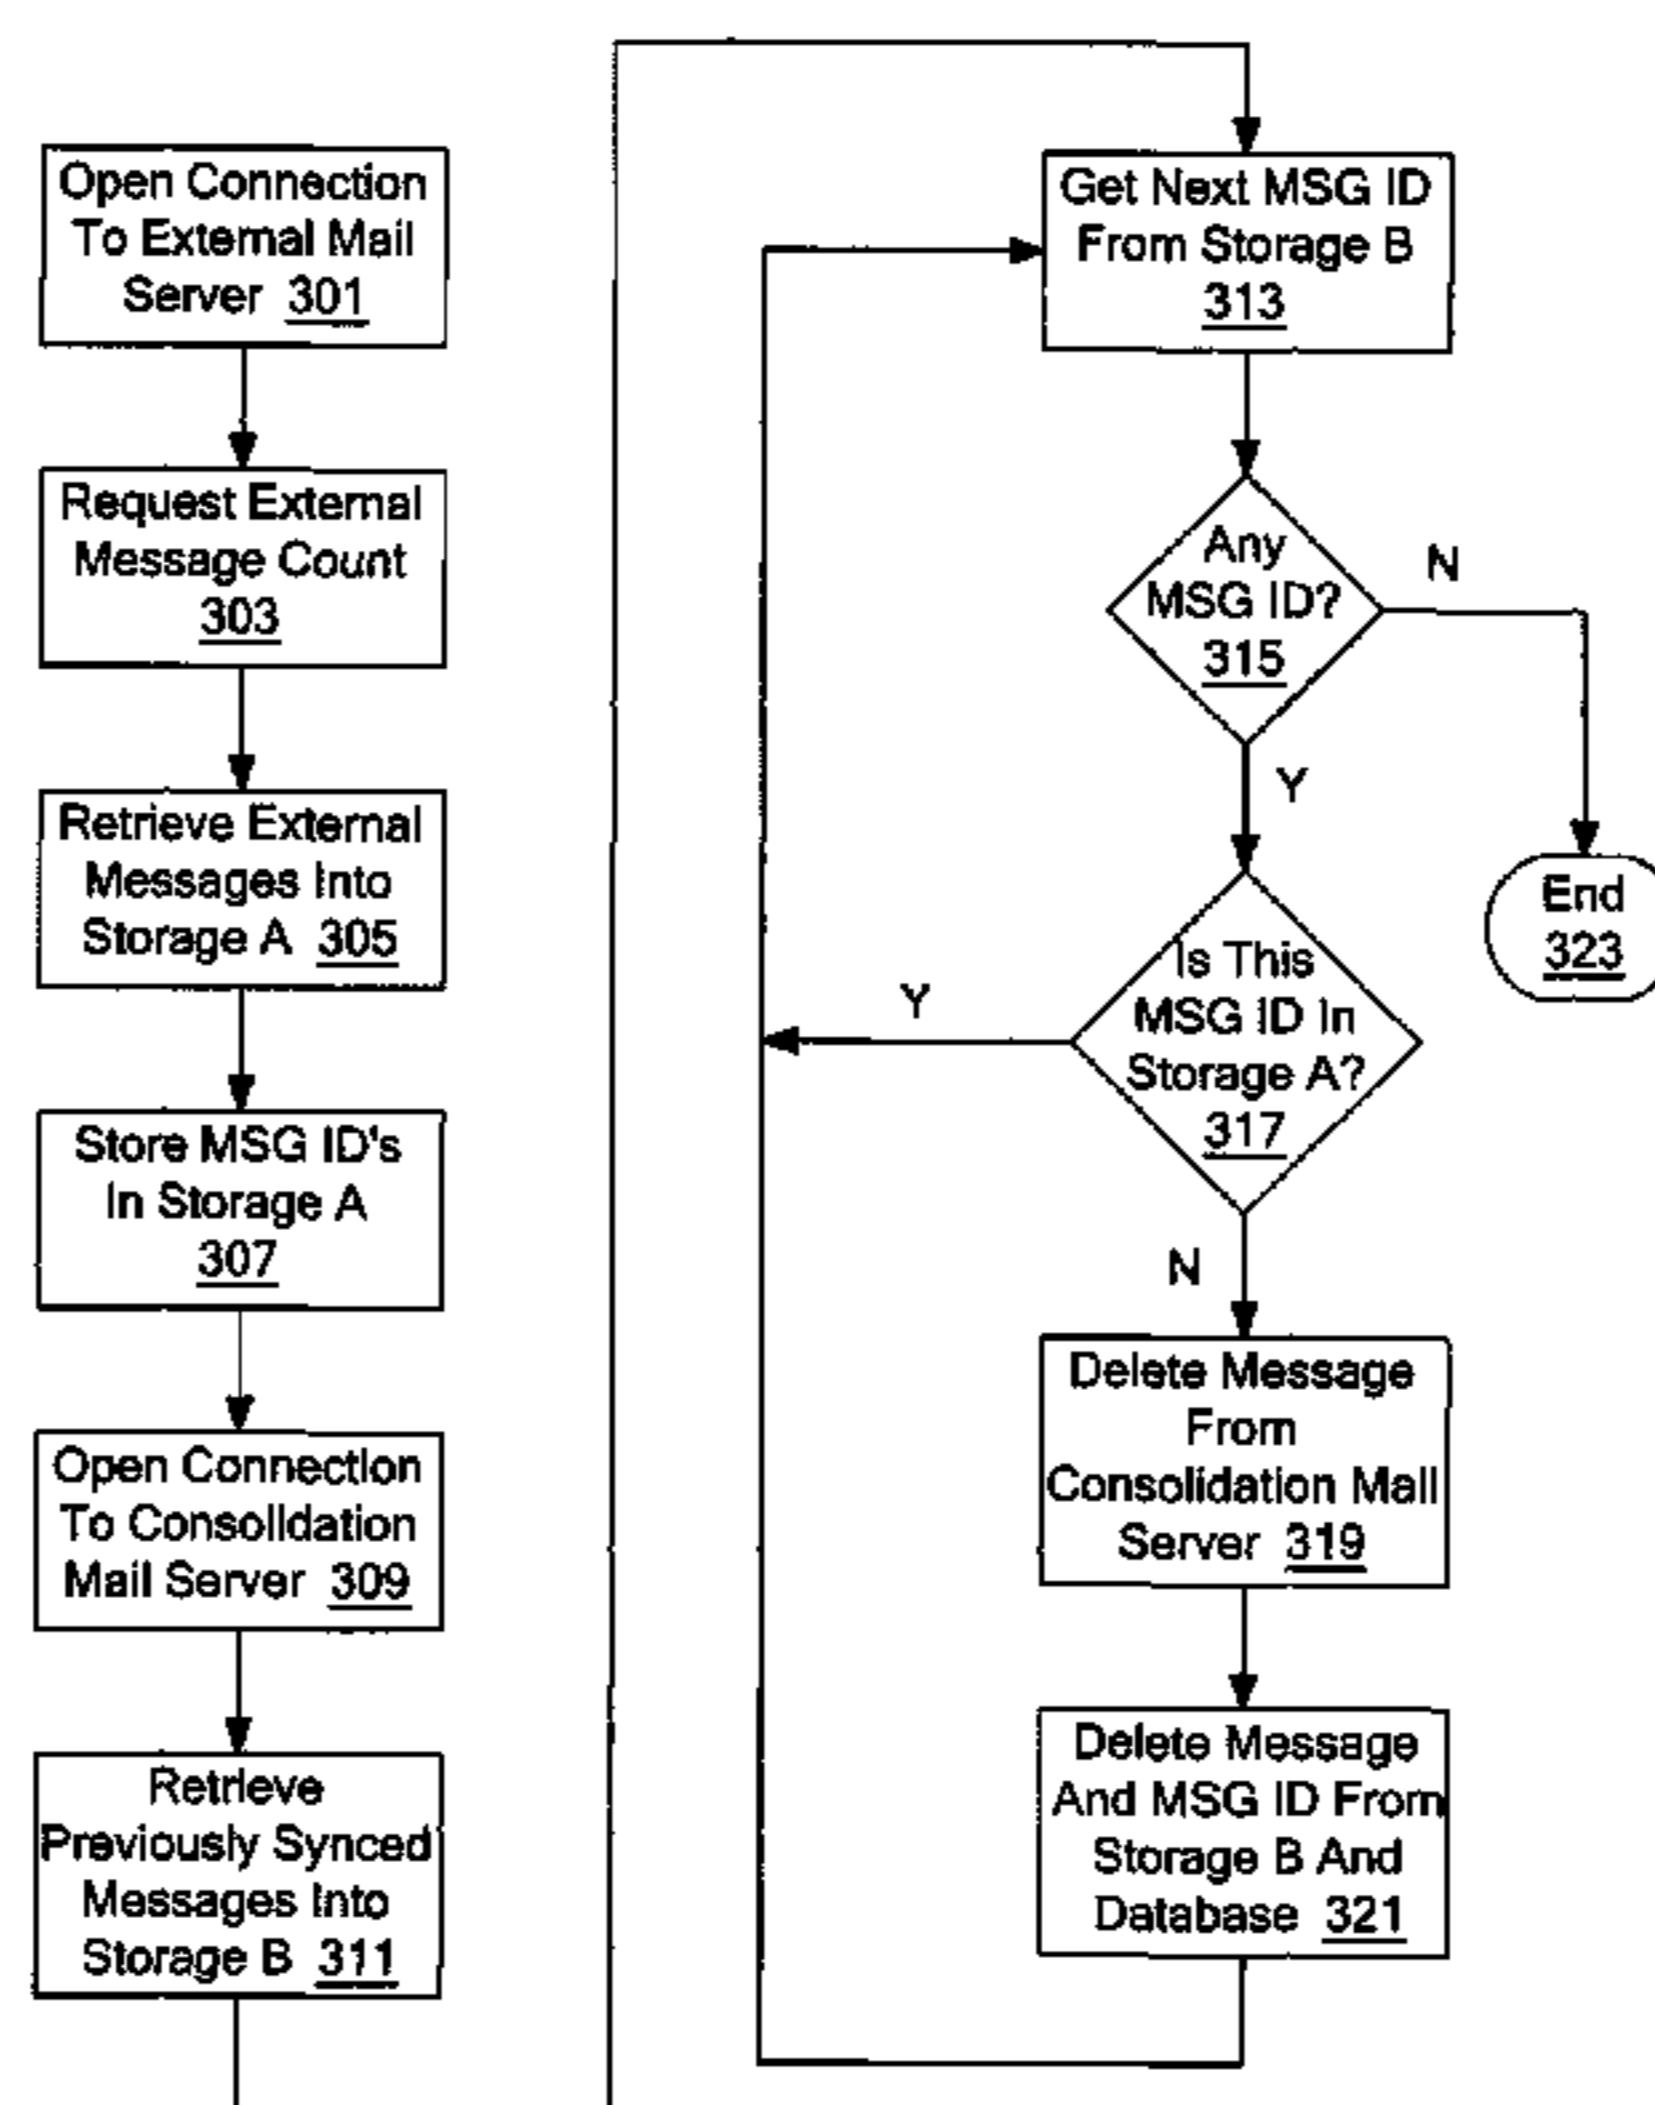 Open Connection
To External Mail
Server 301
Request External
Message Count
303
Retrieve External
Messages Into
Storage A 305
Store MSG ID's
In Storage A
307
Open Connection
To Consolidation
Mail Server 309
Retrieve
Previously Synced
Messages Into
Storage B 311
Get Next MSG ID
From Storage B
313
Any
MSG ID?
315
N
Y
End
323
Is This
MSG ID In
Storage A?
317
Y
N
Delete Message
From
Consolidation Mail
Server 319
Delete Message
And MSG ID From
Storage B And
Database 321